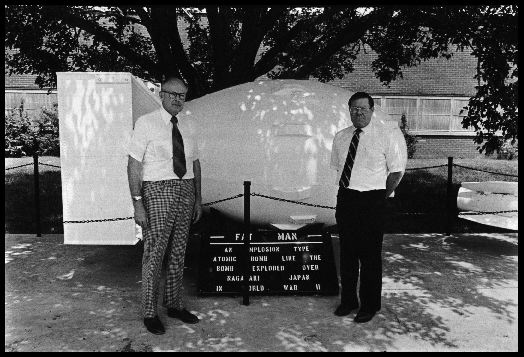 FAT MAN
AN IMPLOSION TYPE
ATOMIC BOMB LIKE THE
BOMB EXPLODED OVER
NAGASAKI JAPAN
IN WORLD WAR II